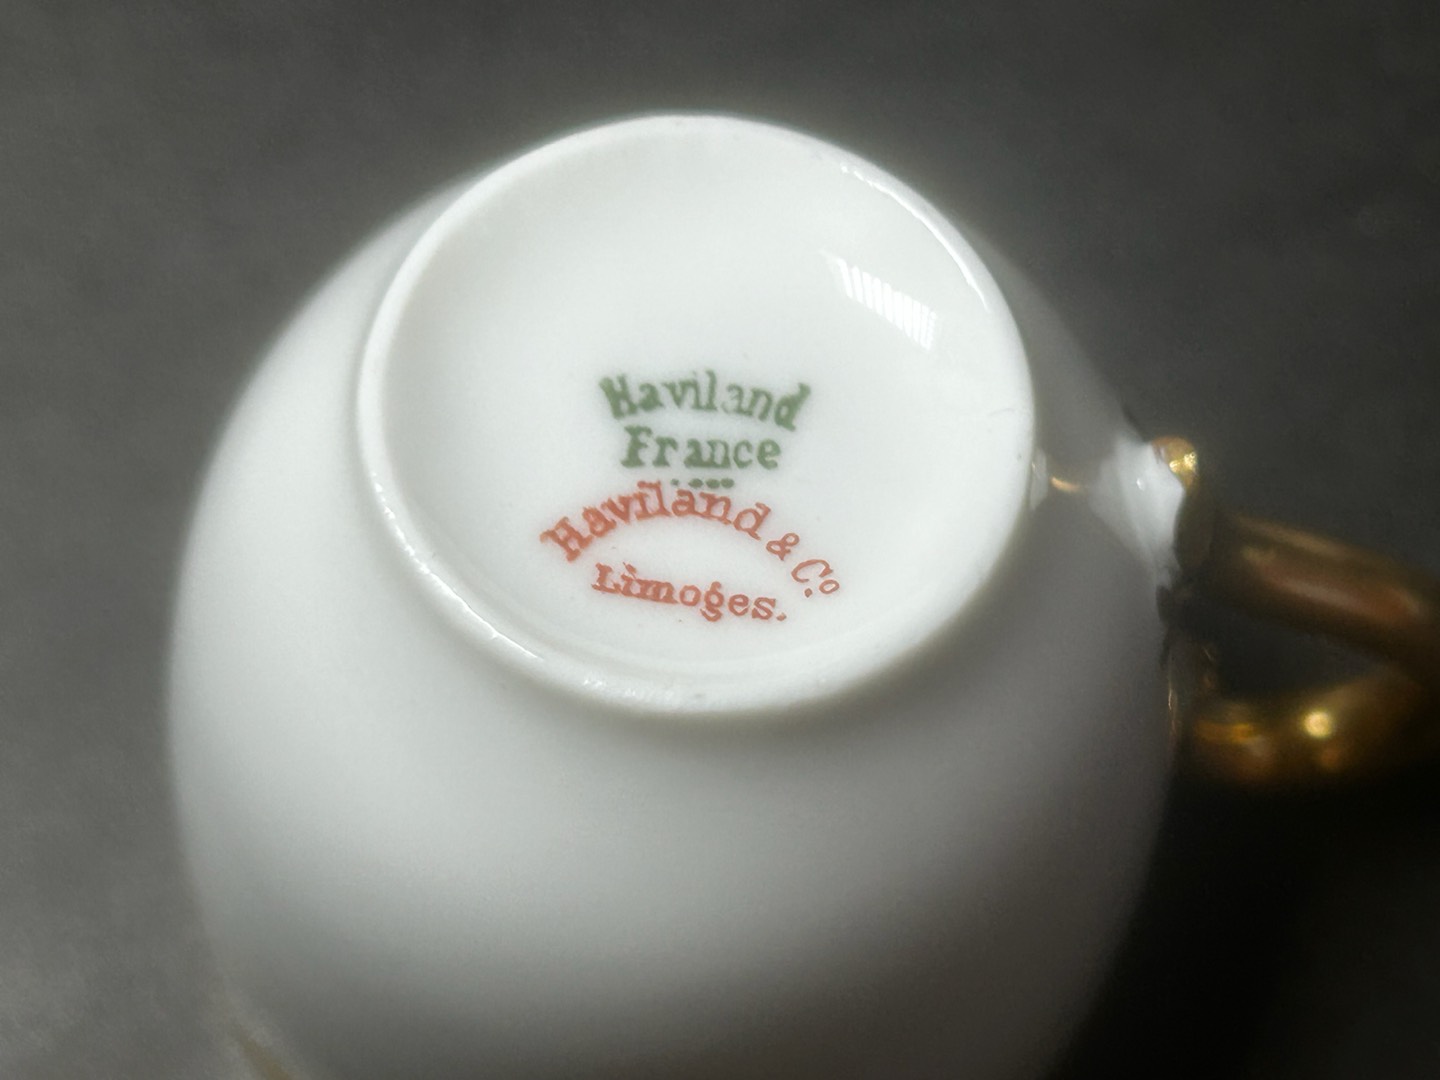 Haviland
France
Haviland & Co.
Limoges.